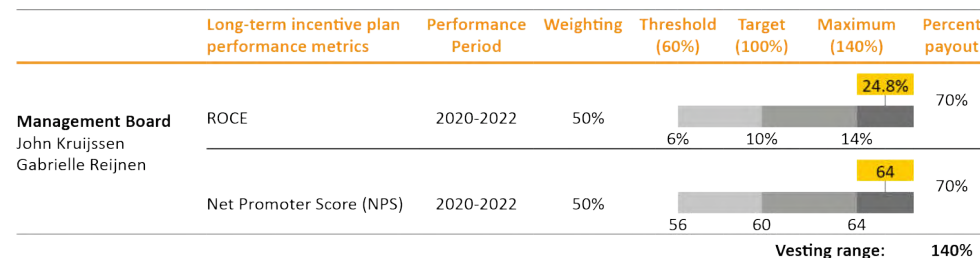 Long-term incentive plan performance metrics Performance Period Weighting Threshold (60%) Target (100%) Maximum (140%) Percent payout
Management Board
John Kruijssen
Gabrielle Reijnen
ROCE 2020-2022 50% 24.8% 70%
6% 10% 14%
Net Promoter Score (NPS) 2020-2022 50% 64 70%
56 60 64
Vesting range: 140%